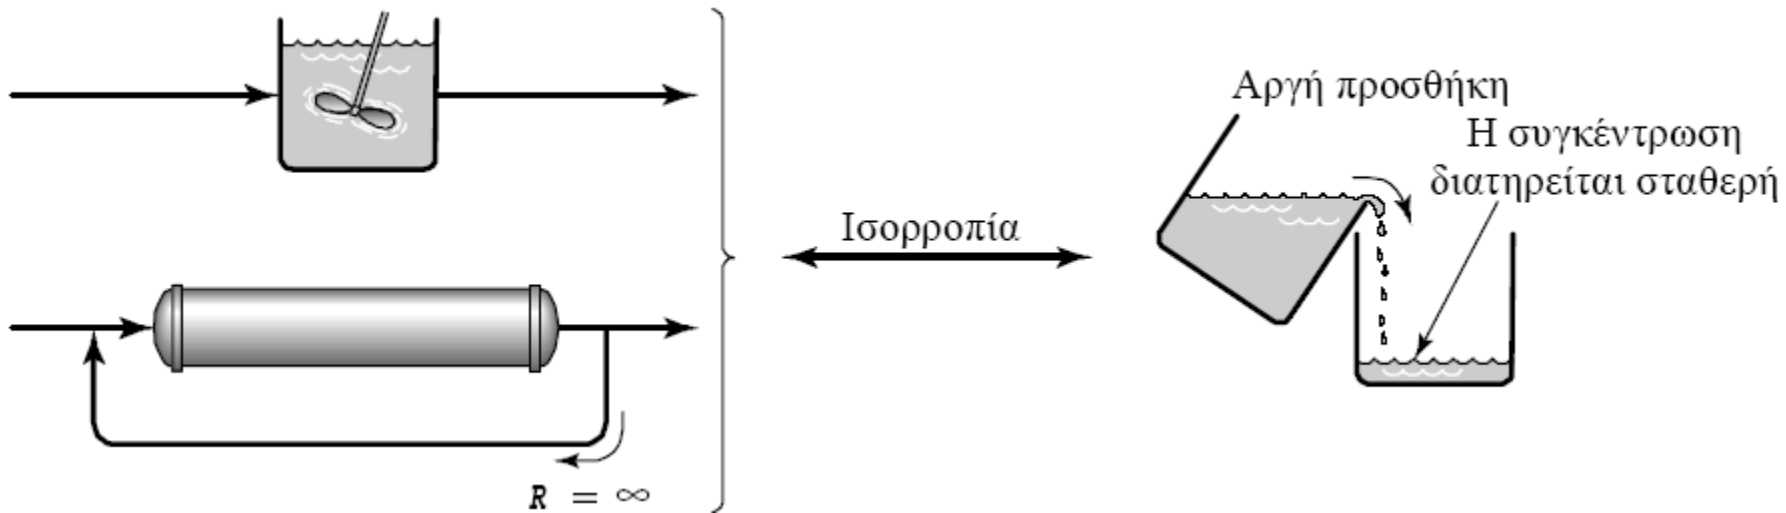 Αργή προσθήκη
Η συγκέντρωση
διατηρείται σταθερή
Ισορροπία
R = ∞